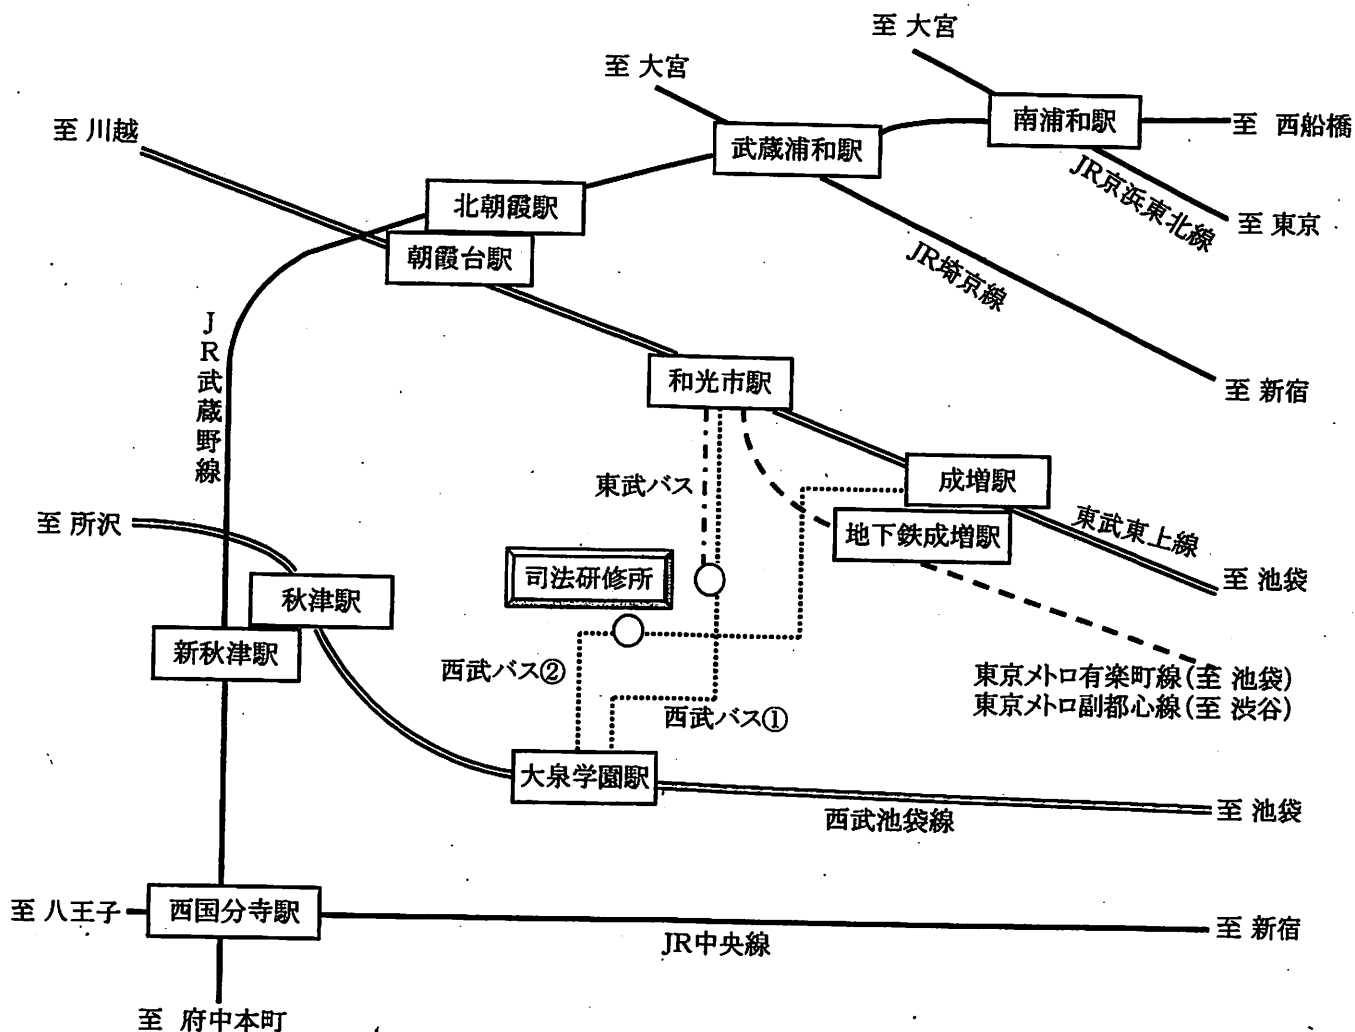 至 大宮
至 大宮
南浦和駅
至 西船橋
武蔵浦和駅
至 川越
JR京浜東北線
至 東京
北朝霞駅
朝霞台駅
JR埼京線
JR武蔵野線
和光市駅
至 新宿
東武バス
成増駅
地下鉄成増駅
東武東上線
至 池袋
至 所沢
司法研修所
秋津駅
新秋津駅
西武バス②
西武バス①
東京メトロ有楽町線(至 池袋)
東京メトロ副都心線(至 渋谷)
大泉学園駅
西武池袋線
至 池袋
至 八王子
西国分寺駅
JR中央線
至 新宿
至 府中本町